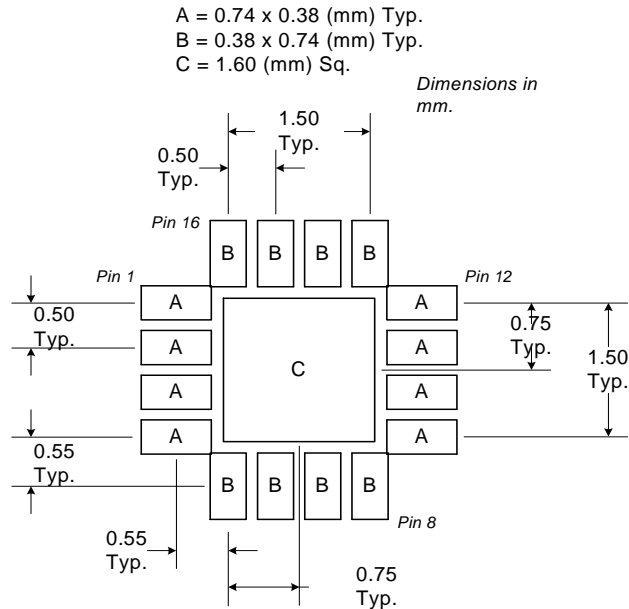 A = 0.74 x 0.38 (mm) Typ.
B = 0.38 x 0.74 (mm) Typ.
C = 1.60 (mm) Sq.
Dimensions in
mm.
1.50
Typ.
0.50
Typ.
Pin 16
B
B
B
B
Pin 1
Pin 12
A
A
0.50
Typ.
0.75
Typ.
A
A
1.50
Typ.
C
A
A
A
A
0.55
Typ.
B
B
B
B
Pin 8
0.55
Typ.
0.75
Typ.